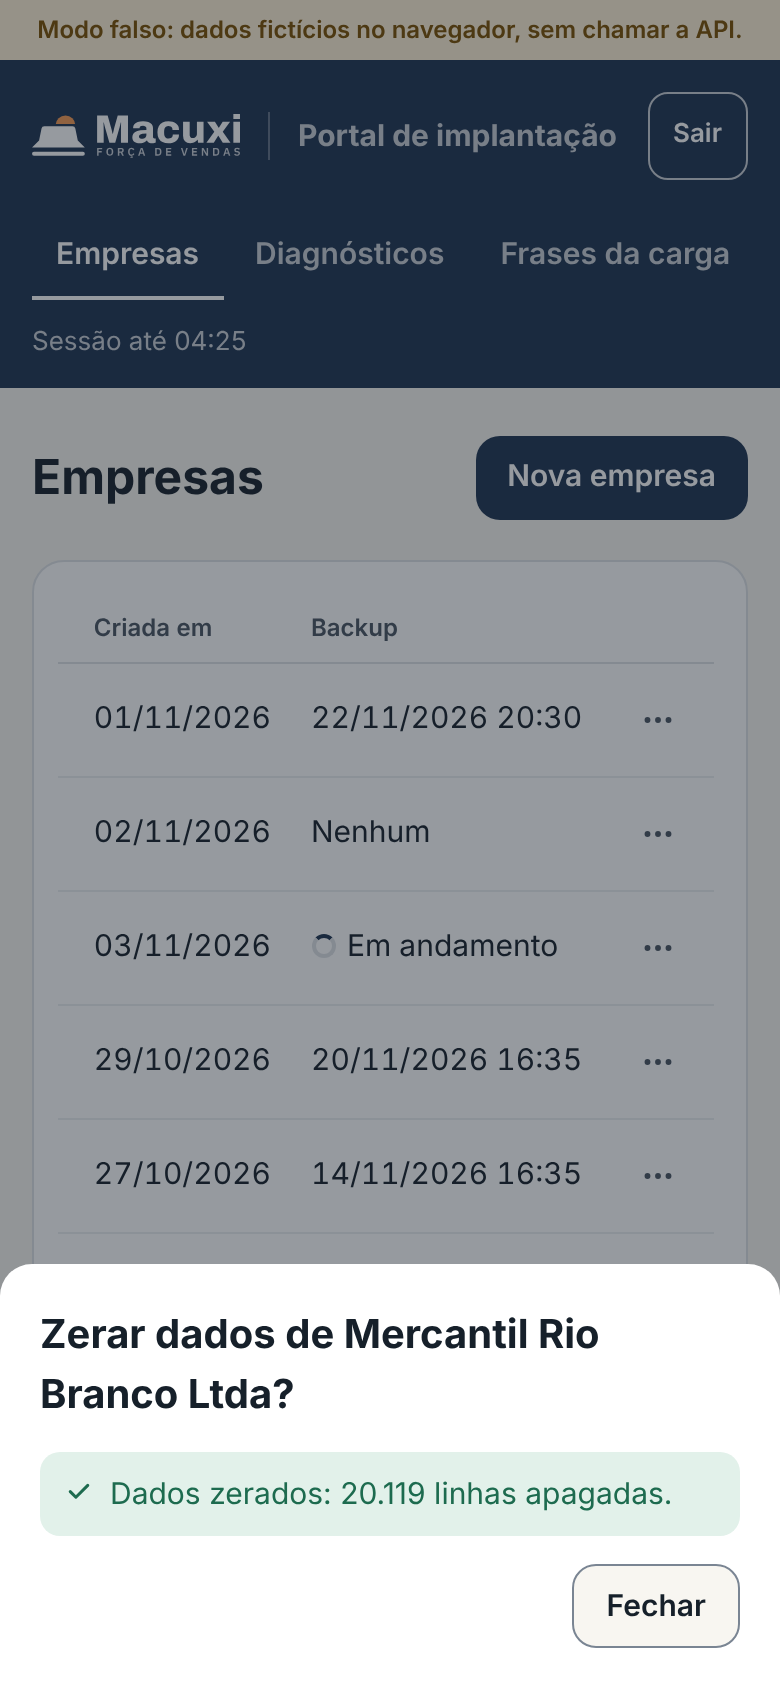 Modo falso: dados fictícios no navegador, sem chamar a API.
Macuxi
FORÇA DE VENDAS
Portal de implantação
Sair
Empresas
Diagnósticos
Frases da carga
Sessão até 04:25
Empresas
Nova empresa
Criada em
Backup
01/11/2026
22/11/2026 20:30
...
02/11/2026
Nenhum
...
03/11/2026
Em andamento
...
29/10/2026
20/11/2026 16:35
...
27/10/2026
14/11/2026 16:35
...
Zerar dados de Mercantil Rio
Branco Ltda?
Dados zerados: 20.119 linhas apagadas.
Fechar